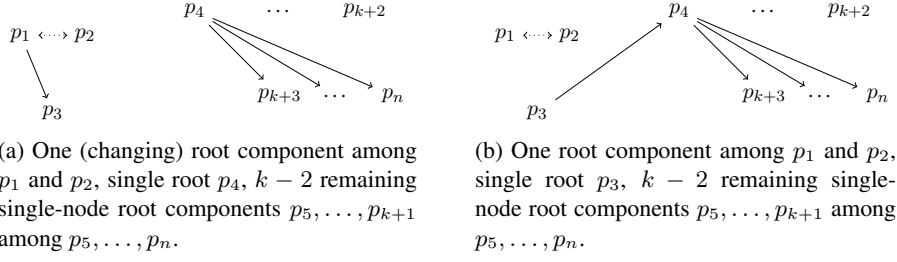 p₄ … pₖ₊₂
p₁ p₂
pₖ₊₃ … pₙ
p₃
(a) One (changing) root component among
p₁ and p₂, single root p₄, k − 2 remaining
single-node root components p₅, … , pₖ₊₁
among p₅, … , pₙ.
p₄ … pₖ₊₂
p₁ p₂
pₖ₊₃ … pₙ
p₃
(b) One root component among p₁ and p₂,
single root p₃, k − 2 remaining single-
node root components p₅, … , pₖ₊₁ among
p₅, … , pₙ.